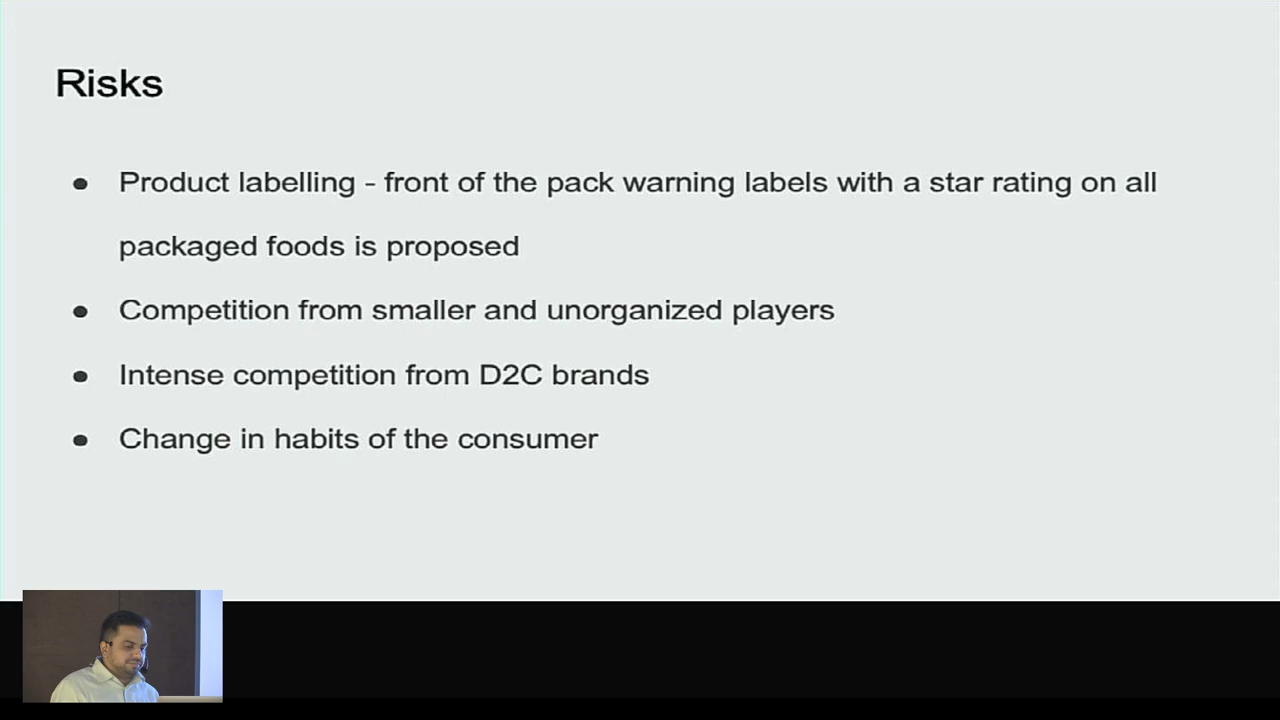 Risks
● Product labelling - front of the pack warning labels with a star rating on all
packaged foods is proposed
● Competition from smaller and unorganized players
● Intense competition from D2C brands
● Change in habits of the consumer